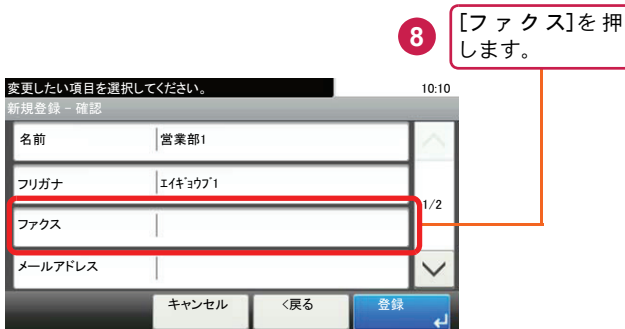 8
[ファクス]を押
します。
変更したい項目を選択してください。 10:10
新規登録 - 確認
名前 営業部1
フリガナ ｴｲｷﾞｮｳﾌﾞ1
ファクス
1/2
メールアドレス
キャンセル <戻る 登録